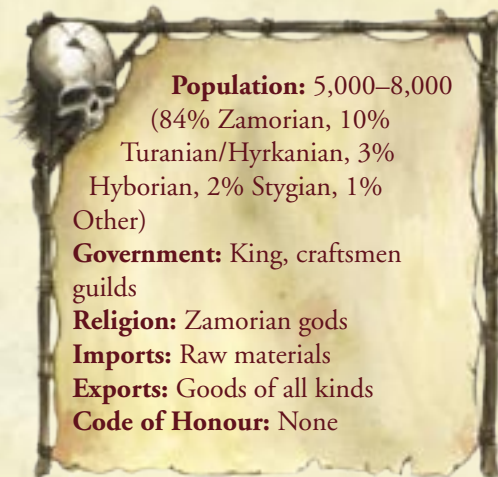 Population: 5,000–8,000
(84% Zamorian, 10%
Turanian/Hyrkanian, 3%
Hyborian, 2% Stygian, 1%
Other)
Government: King, craftsmen
guilds
Religion: Zamorian gods
Imports: Raw materials
Exports: Goods of all kinds
Code of Honour: None